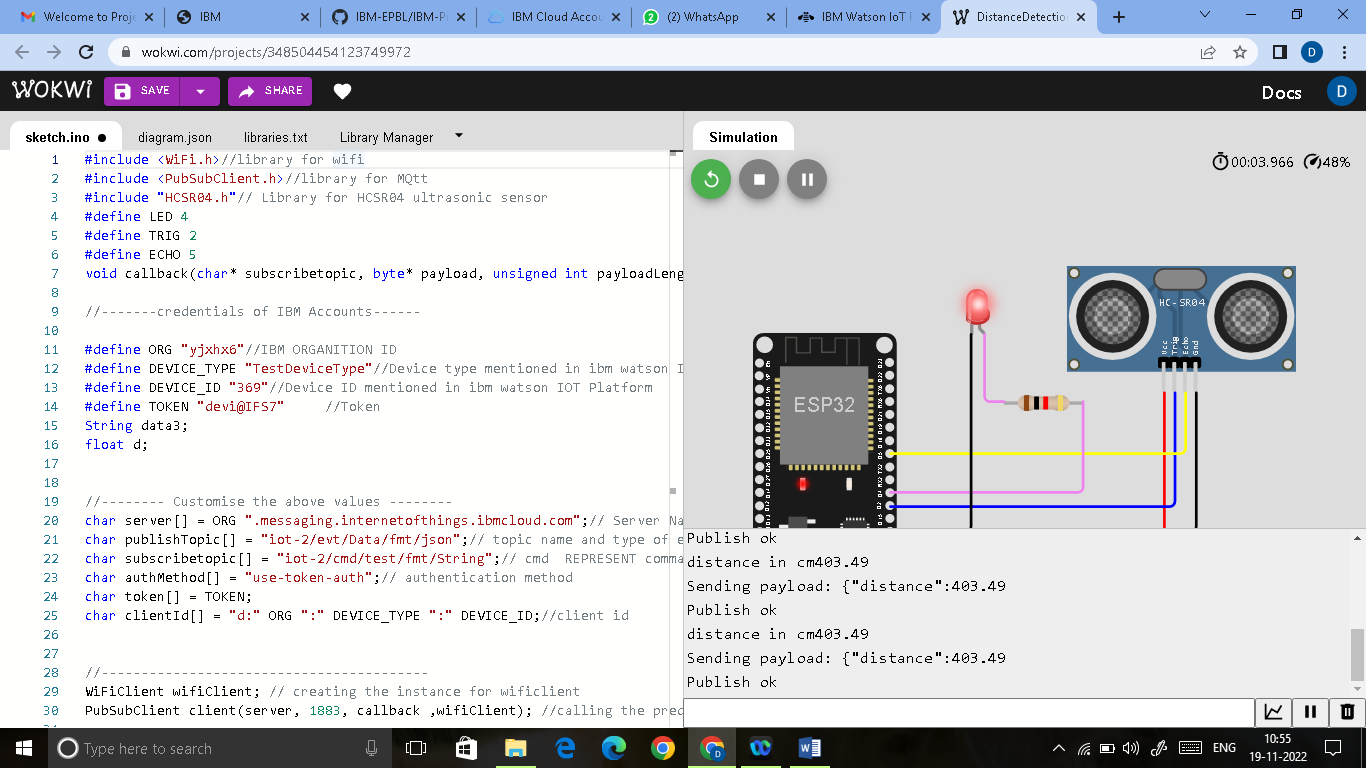 Welcome to Proje
IBM
IBM-EPBL/IBM-P
IBM Cloud Accou
(2) WhatsApp
IBM Watson IoT P
DistanceDetectio
wokwi.com/projects/348504454123749972
D
WOKWI
SAVE
SHARE
Docs
D
sketch.ino
diagram.json
libraries.txt
Library Manager
1 #include <WiFi.h>//library for wifi
2 #include <PubSubClient.h>//library for MQtt
3 #include "HCSR04.h"// Library for HCSR04 ultrasonic sensor
4 #define LED 4
5 #define TRIG 2
6 #define ECHO 5
7 void callback(char* subscribetopic, byte* payload, unsigned int payloadLeng
8
9 //-------credentials of IBM Accounts------
10
11 #define ORG "yjxhx6"//IBM ORGANITION ID
12 #define DEVICE_TYPE "TestDeviceType"//Device type mentioned in ibm watson I
13 #define DEVICE_ID "369"//Device ID mentioned in ibm watson IOT Platform
14 #define TOKEN "devi@IFS7" //Token
15 String data3;
16 float d;
17
18
19 //-------- Customise the above values --------
20 char server[] = ORG ".messaging.internetofthings.ibmcloud.com";// Server Na
21 char publishTopic[] = "iot-2/evt/Data/fmt/json";// topic name and type of e
22 char subscribetopic[] = "iot-2/cmd/test/fmt/String";// cmd REPRESENT comma
23 char authMethod[] = "use-token-auth";// authentication method
24 char token[] = TOKEN;
25 char clientId[] = "d:" ORG ":" DEVICE_TYPE ":" DEVICE_ID;//client id
26
27
28 //-----------------------------------------
29 WiFiClient wifiClient; // creating the instance for wificlient
30 PubSubClient client(server, 1883, callback ,wifiClient); //calling the pred
Simulation
00:03.966 48%
HC-SR04
Vcc
Trig
Echo
Gnd
ESP32
Publish ok
distance in cm403.49
Sending payload: {"distance":403.49
Publish ok
distance in cm403.49
Sending payload: {"distance":403.49
Publish ok
Type here to search
ENG
10:55
19-11-2022